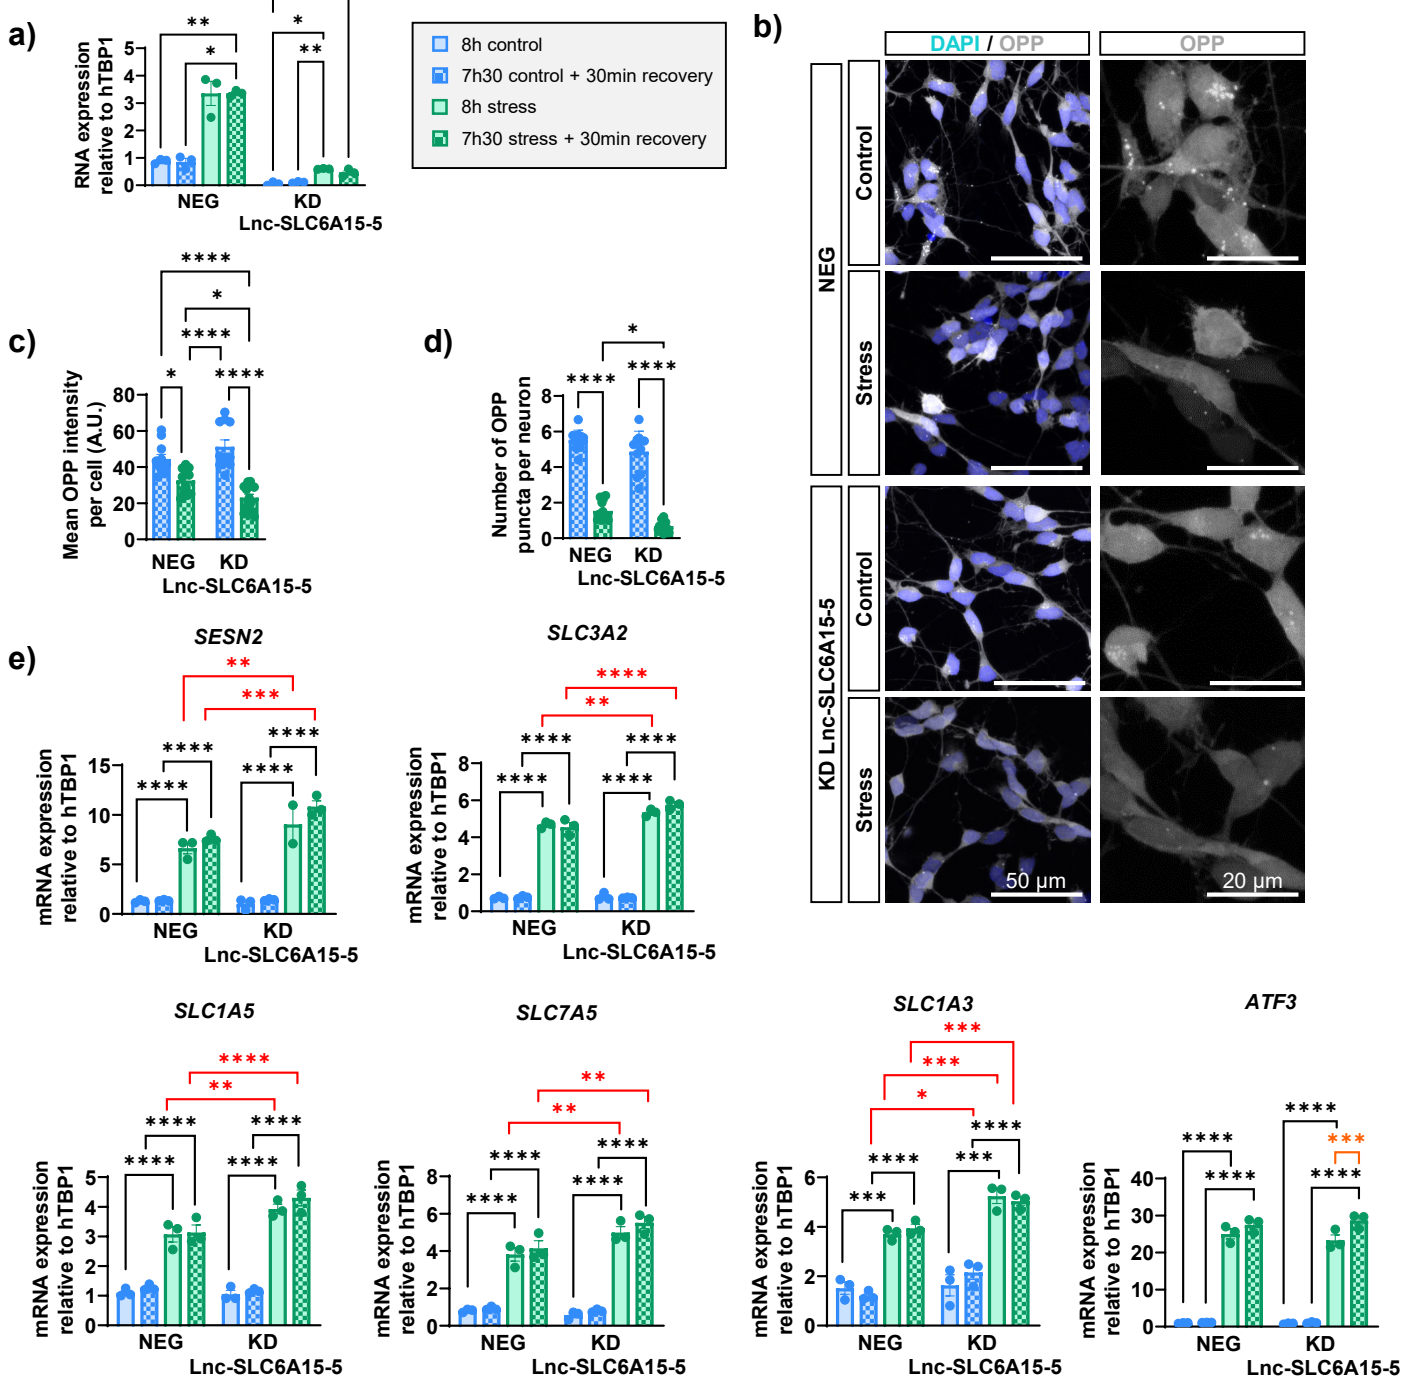 a)
RNA expression
relative to hTBP1
5
4
3
2
1
0
**
*
*
**
NEG
KD
Lnc-SLC6A15-5
8h control
7h30 control + 30min recovery
8h stress
7h30 stress + 30min recovery
b)
DAPI / OPP
OPP
NEG
Control
Stress
KD Lnc-SLC6A15-5
Control
Stress
50 µm
20 µm
c)
Mean OPP intensity
per cell (A.U.)
80
60
40
20
0
****
*
****
*
****
NEG
KD
Lnc-SLC6A15-5
d)
Number of OPP
puncta per neuron
8
6
4
2
0
*
****
****
NEG
KD
Lnc-SLC6A15-5
e)
SESN2
mRNA expression
relative to hTBP1
15
10
5
0
**
***
****
****
****
****
NEG
KD
Lnc-SLC6A15-5
SLC3A2
mRNA expression
relative to hTBP1
8
6
4
2
0
****
**
****
****
****
****
NEG
KD
Lnc-SLC6A15-5
SLC1A5
mRNA expression
relative to hTBP1
5
4
3
2
1
0
****
**
****
****
****
****
NEG
KD
Lnc-SLC6A15-5
SLC7A5
mRNA expression
relative to hTBP1
8
6
4
2
0
**
**
****
****
****
****
NEG
KD
Lnc-SLC6A15-5
SLC1A3
mRNA expression
relative to hTBP1
6
4
2
0
***
***
*
****
***
****
***
NEG
KD
Lnc-SLC6A15-5
ATF3
mRNA expression
relative to hTBP1
40
30
20
10
0
****
***
****
****
****
NEG
KD
Lnc-SLC6A15-5